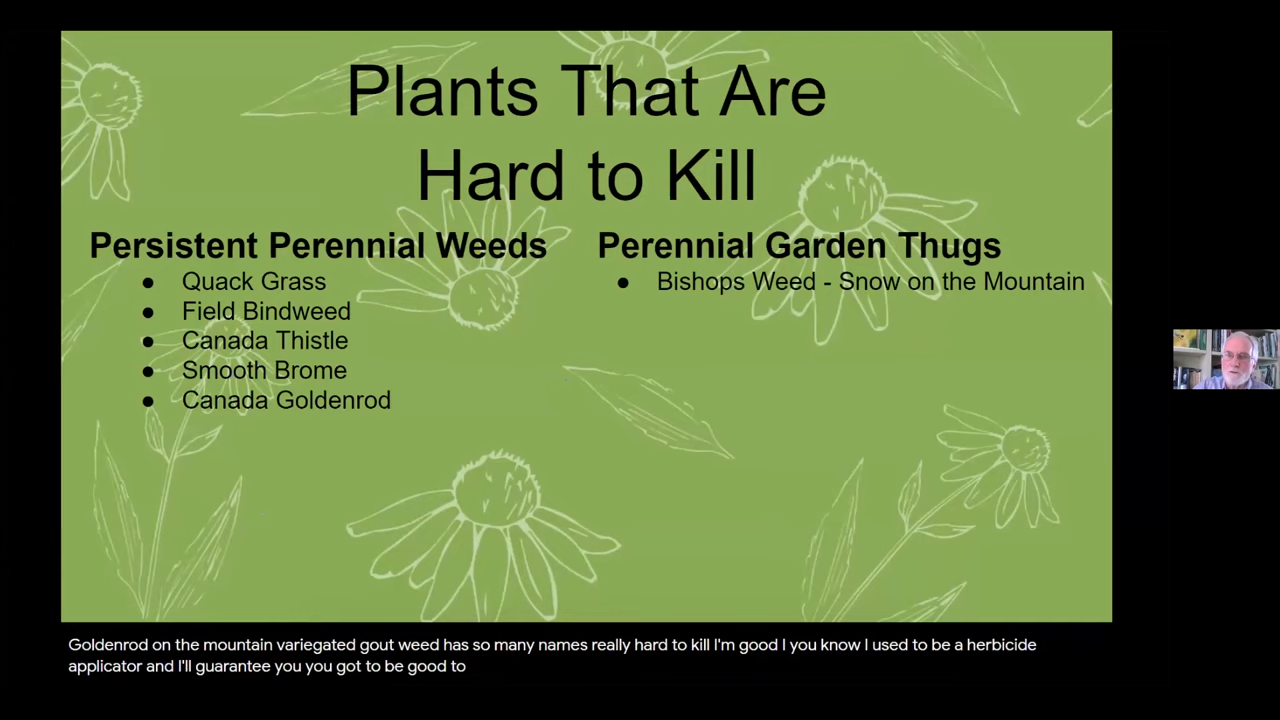 Plants That Are
Hard to Kill
Persistent Perennial Weeds
● Quack Grass
● Field Bindweed
● Canada Thistle
● Smooth Brome
● Canada Goldenrod
Perennial Garden Thugs
● Bishops Weed - Snow on the Mountain
Goldenrod on the mountain variegated gout weed has so many names really hard to kill I'm good I you know I used to be a herbicide
applicator and I'll guarantee you you got to be good to